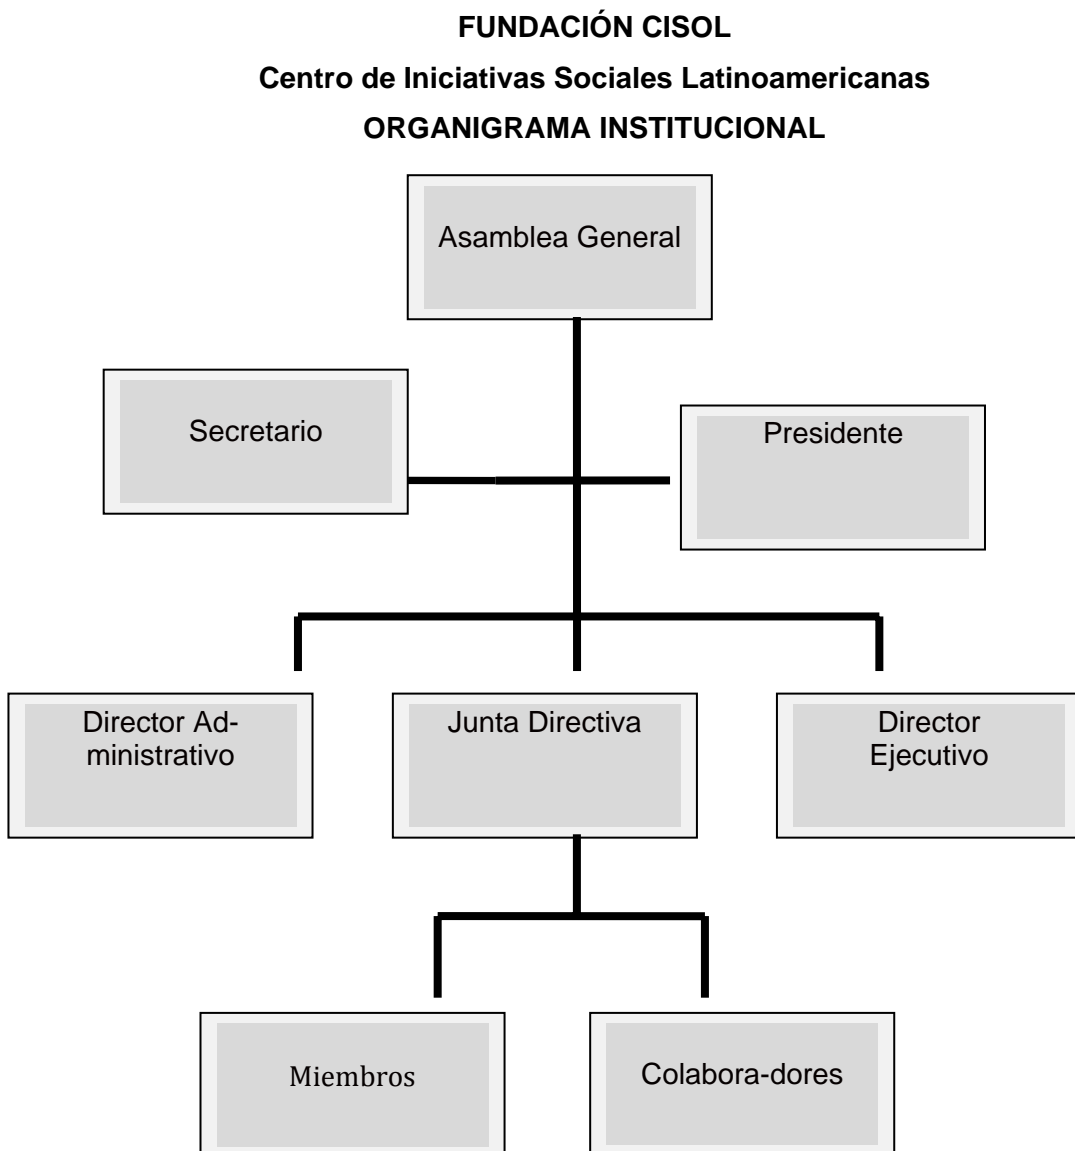 FUNDACIÓN CISOL
Centro de Iniciativas Sociales Latinoamericanas
ORGANIGRAMA INSTITUCIONAL
Asamblea General
Secretario
Presidente
Director Ad-
ministrativo
Junta Directiva
Director
Ejecutivo
Miembros
Colabora-dores